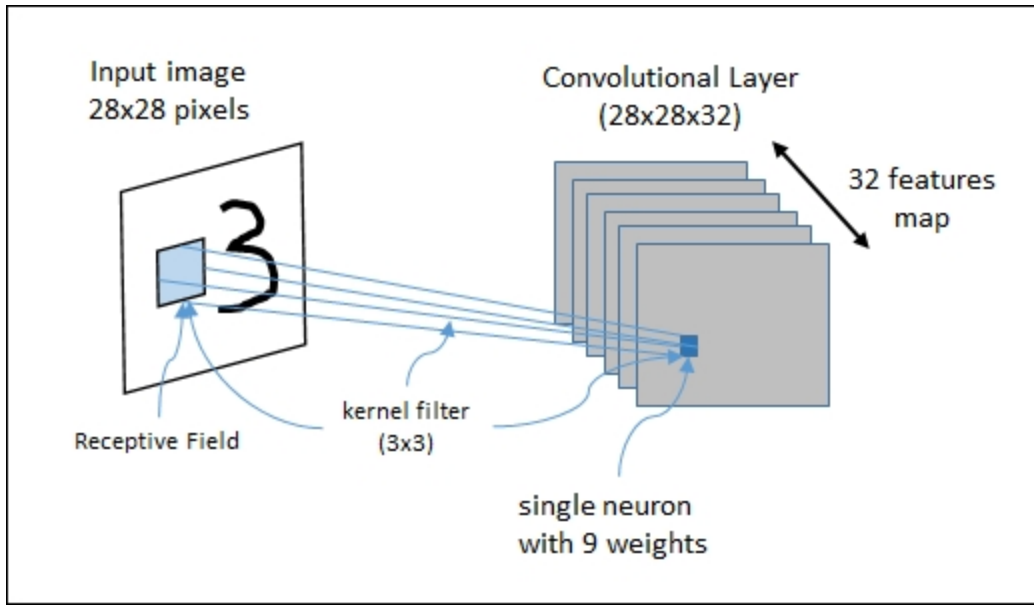 Input image
28x28 pixels
Convolutional Layer
(28x28x32)
32 features
map
3
Receptive Field
kernel filter
(3x3)
single neuron
with 9 weights